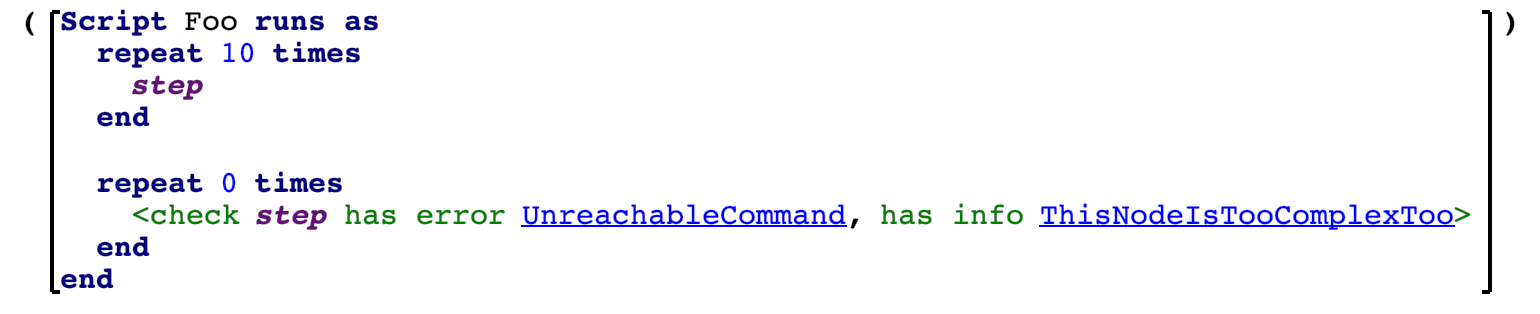 ( [Script Foo runs as ] )
repeat 10 times
step
end
repeat 0 times
<check step has error UnreachableCommand, has info ThisNodeIsTooComplexToo>
end
end